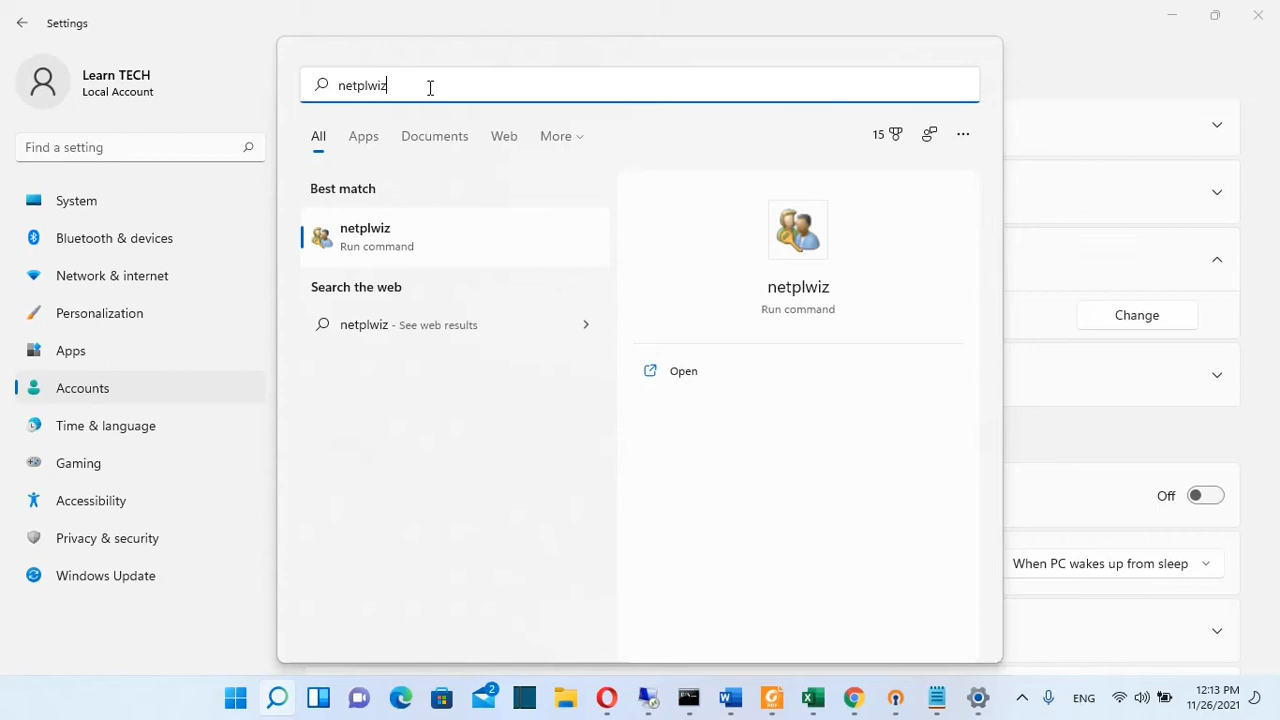 Settings
Learn TECH
Local Account
Find a setting
System
Bluetooth & devices
Network & internet
Personalization
Apps
Accounts
Time & language
Gaming
Accessibility
Privacy & security
Windows Update
netplwiz
All Apps Documents Web More
15
Best match
netplwiz
Run command
Search the web
netplwiz - See web results
netplwiz
Run command
Open
Change
Off
When PC wakes up from sleep
2
ENG
12:13 PM
11/26/2021